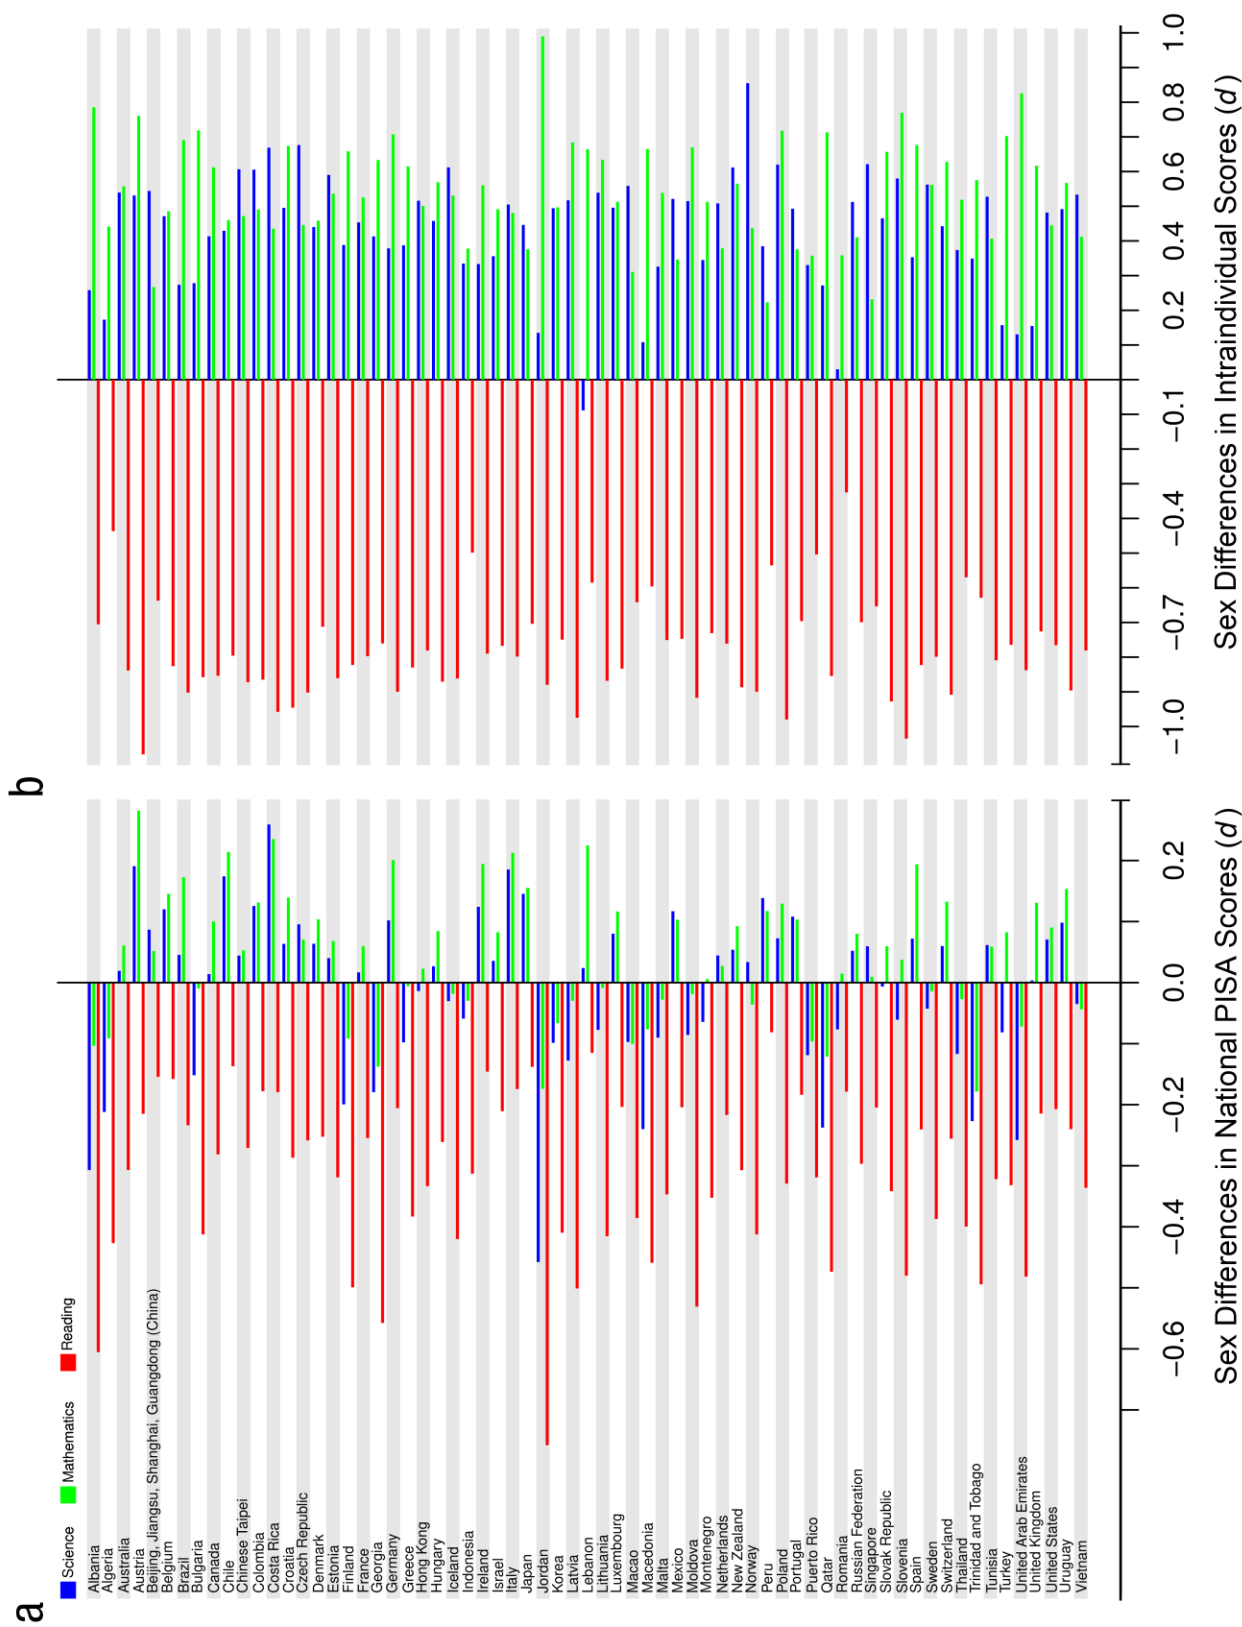 a
Science
Mathematics
Reading
Albania
Algeria
Australia
Austria
Beijing, Jiangsu, Shanghai, Guangdong (China)
Belgium
Brazil
Bulgaria
Canada
Chile
Chinese Taipei
Colombia
Costa Rica
Croatia
Czech Republic
Denmark
Estonia
Finland
France
Georgia
Germany
Greece
Hong Kong
Hungary
Iceland
Indonesia
Ireland
Israel
Italy
Japan
Jordan
Korea
Latvia
Lebanon
Lithuania
Luxembourg
Macao
Macedonia
Malta
Mexico
Moldova
Montenegro
Netherlands
New Zealand
Norway
Peru
Poland
Portugal
Puerto Rico
Qatar
Romania
Russian Federation
Singapore
Slovak Republic
Slovenia
Spain
Sweden
Switzerland
Thailand
Trinidad and Tobago
Tunisia
Turkey
United Arab Emirates
United Kingdom
United States
Uruguay
Vietnam
−0.6 −0.4 −0.2 0.0 0.2
Sex Differences in National PISA Scores (d)
b
−1.0 −0.7 −0.4 −0.1 0.2 0.4 0.6 0.8 1.0
Sex Differences in Intraindividual Scores (d)